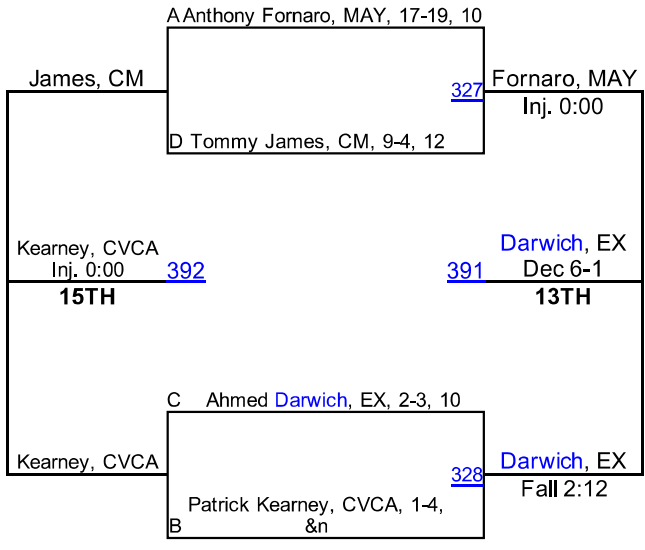 A Anthony Fornaro, MAY, 17-19, 10
James, CM
327
Fornaro, MAY
Inj. 0:00
D Tommy James, CM, 9-4, 12
Kearney, CVCA
Inj. 0:00
392
15TH
391
Darwich, EX
Dec 6-1
13TH
C Ahmed Darwich, EX, 2-3, 10
Kearney, CVCA
328
Darwich, EX
Fall 2:12
Patrick Kearney, CVCA, 1-4,
B &n